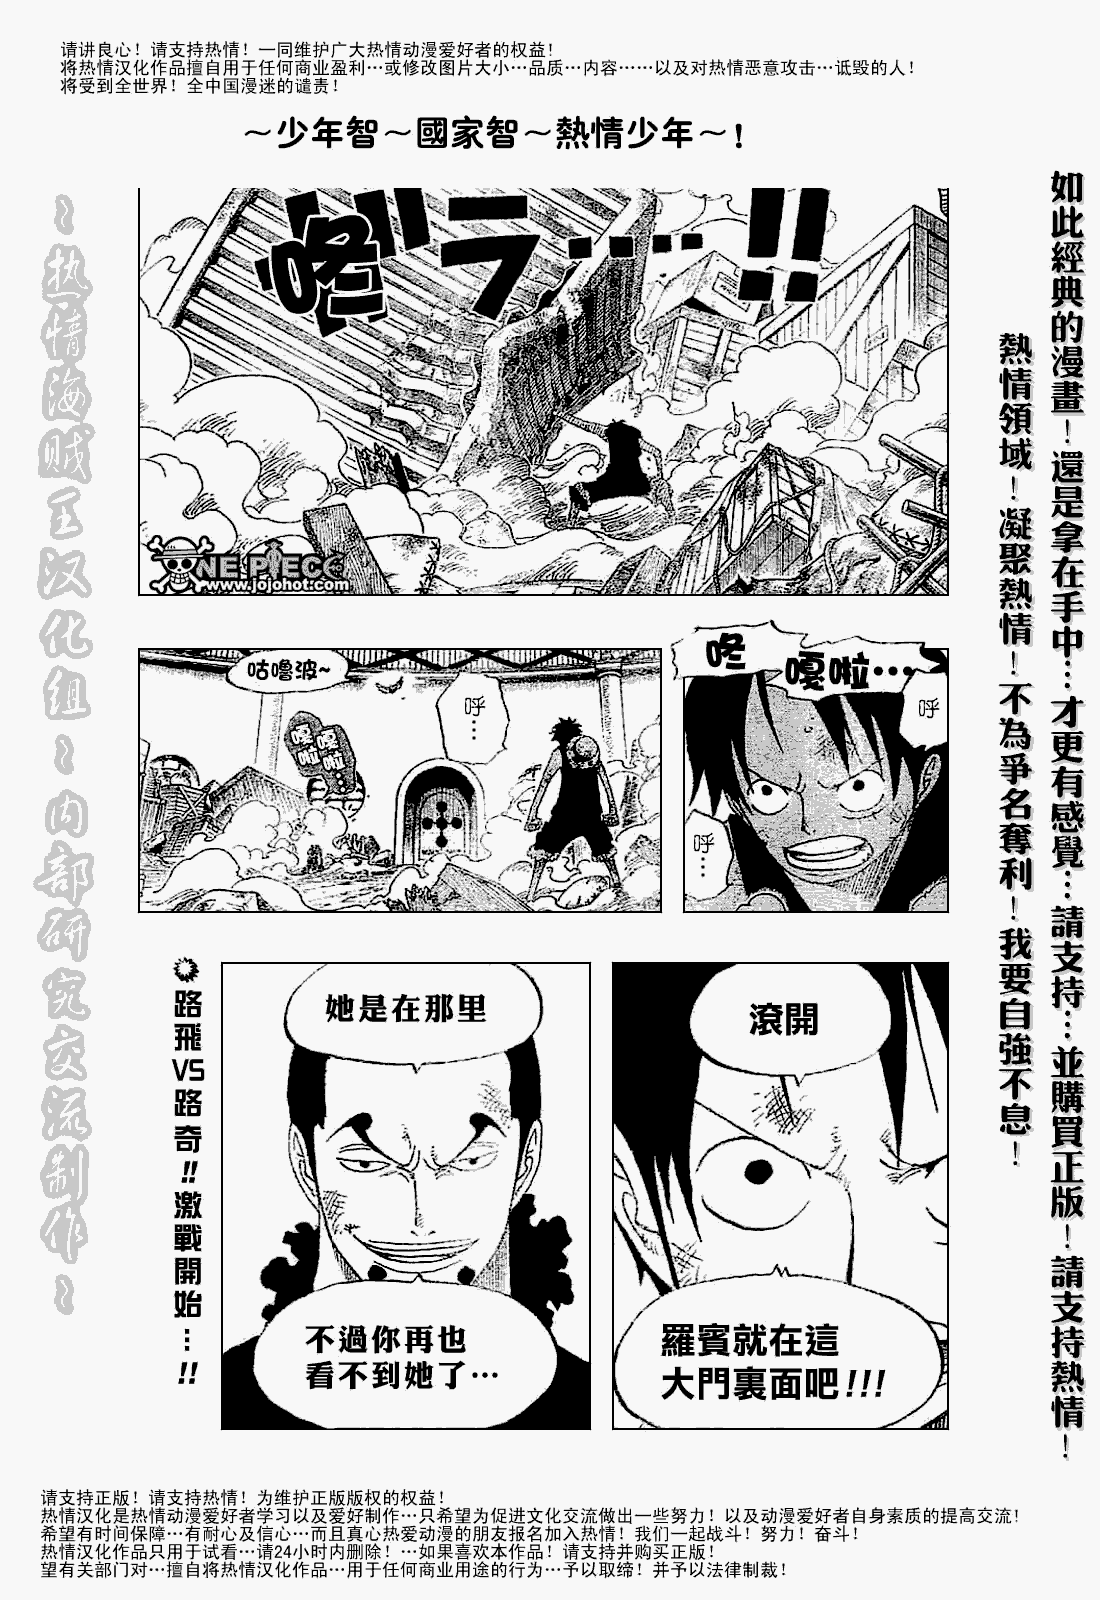 请讲良心！请支持热情！一同维护广大热情动漫爱好者的权益！
将热情汉化作品擅自用于任何商业盈利…或修改图片大小…品质…内容……以及对热情恶意攻击…诋毁的人！
将受到全世界！全中国漫迷的谴责！
～少年智～國家智～熱情少年～！
如此經典的漫畫！還是拿在手中…才更有感覺…請支持…並購買正版！請支持熱情！
熱情領域！凝聚熱情！不為爭名奪利！我要自強不息！
～执情海贼王汉化组～内部研究交流制作～
咚ラ……!!
ONE PIECE
www.jojohot.com
咚
嘎啦…
呼
呼…
咕噜波~
呼…
嘎啦
嘎啦…
滾開
羅賓就在這
大門裏面吧!!!
她是在那里
不過你再也
看不到她了…
路飛VS路奇!!激戰開始…!!
请支持正版！请支持热情！为维护正版版权的权益！
热情汉化是热情动漫爱好者学习以及爱好制作…只希望为促进文化交流做出一些努力！以及动漫爱好者自身素质的提高交流！
希望有时间保障…有耐心及信心…而且真心热爱动漫的朋友报名加入热情！我们一起战斗！努力！奋斗！
热情汉化作品只用于试看…请24小时内删除！…如果喜欢本作品！请支持并购买正版！
望有关部门对…擅自将热情汉化作品…用于任何商业用途的行为…予以取缔！并予以法律制裁！